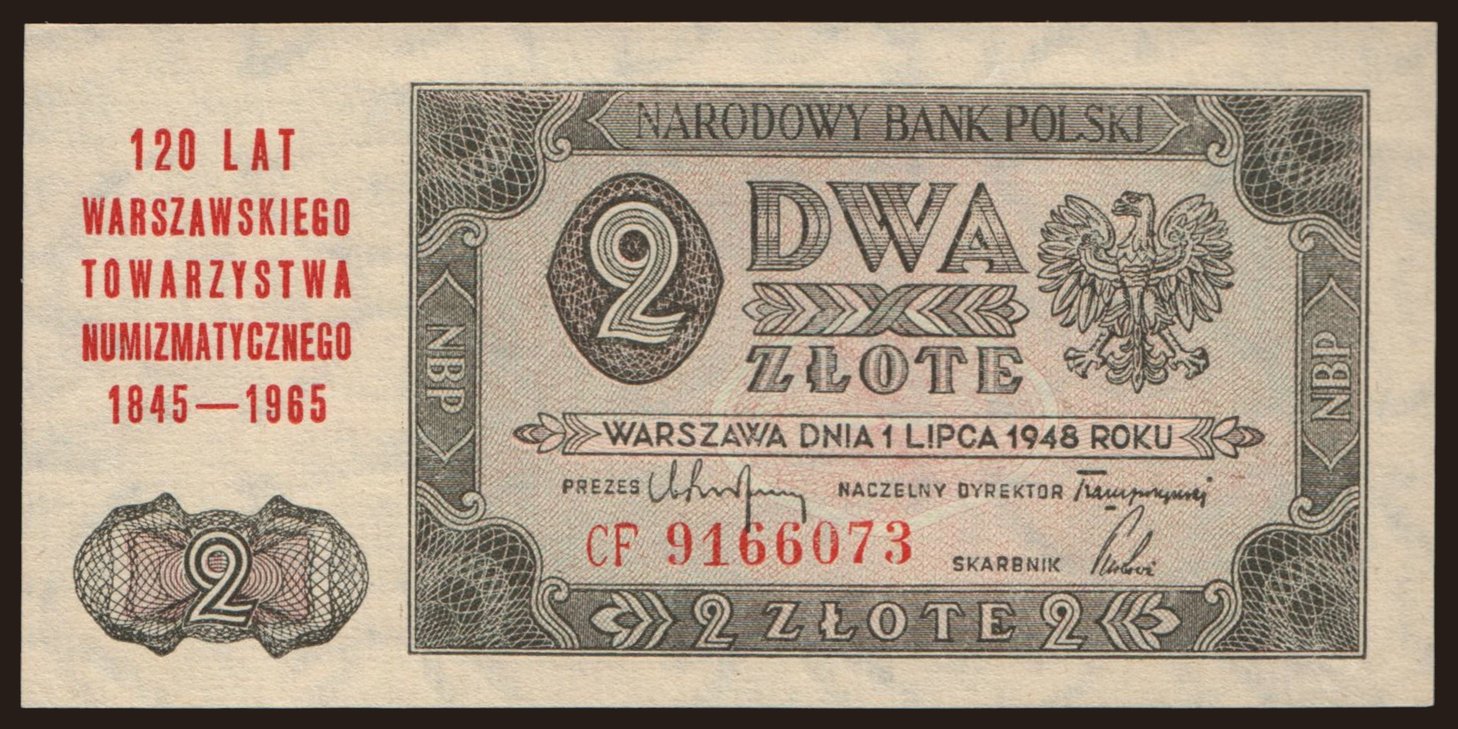 120 LAT
WARSZAWSKIEGO
TOWARZYSTWA
NUMIZMATYCZNEGO
1845—1965
2
NARODOWY BANK POLSKI
2
DWA
ZŁOTE
NBP
NBP
WARSZAWA DNIA 1 LIPCA 1948 ROKU
PREZES NACZELNY DYREKTOR
CF 9166073
SKARBNIK
2 ZŁOTE 2